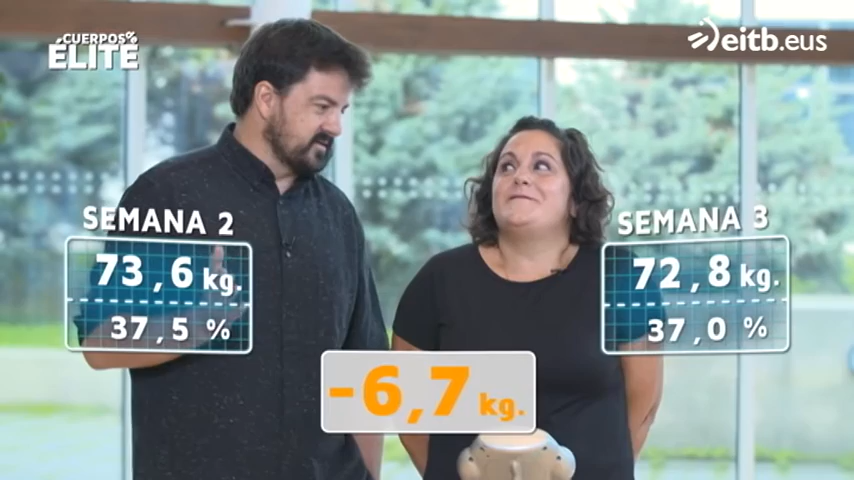 CUERPOS%
ÉLITE
eitb.eus
SEMANA 2
73,6 kg.
37,5 %
SEMANA 3
72,8 kg.
37,0 %
-6,7 kg.